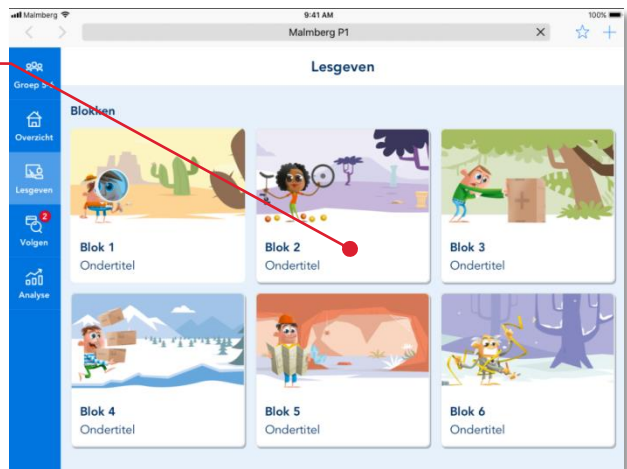 Malmberg
9:41 AM
100%
Malmberg P1
Lesgeven
Overzicht
Lesgeven
2
Volgen
Analyse
Blokken
Blok 1
Ondertitel
Blok 2
Ondertitel
Blok 3
Ondertitel
Blok 4
Ondertitel
Blok 5
Ondertitel
Blok 6
Ondertitel